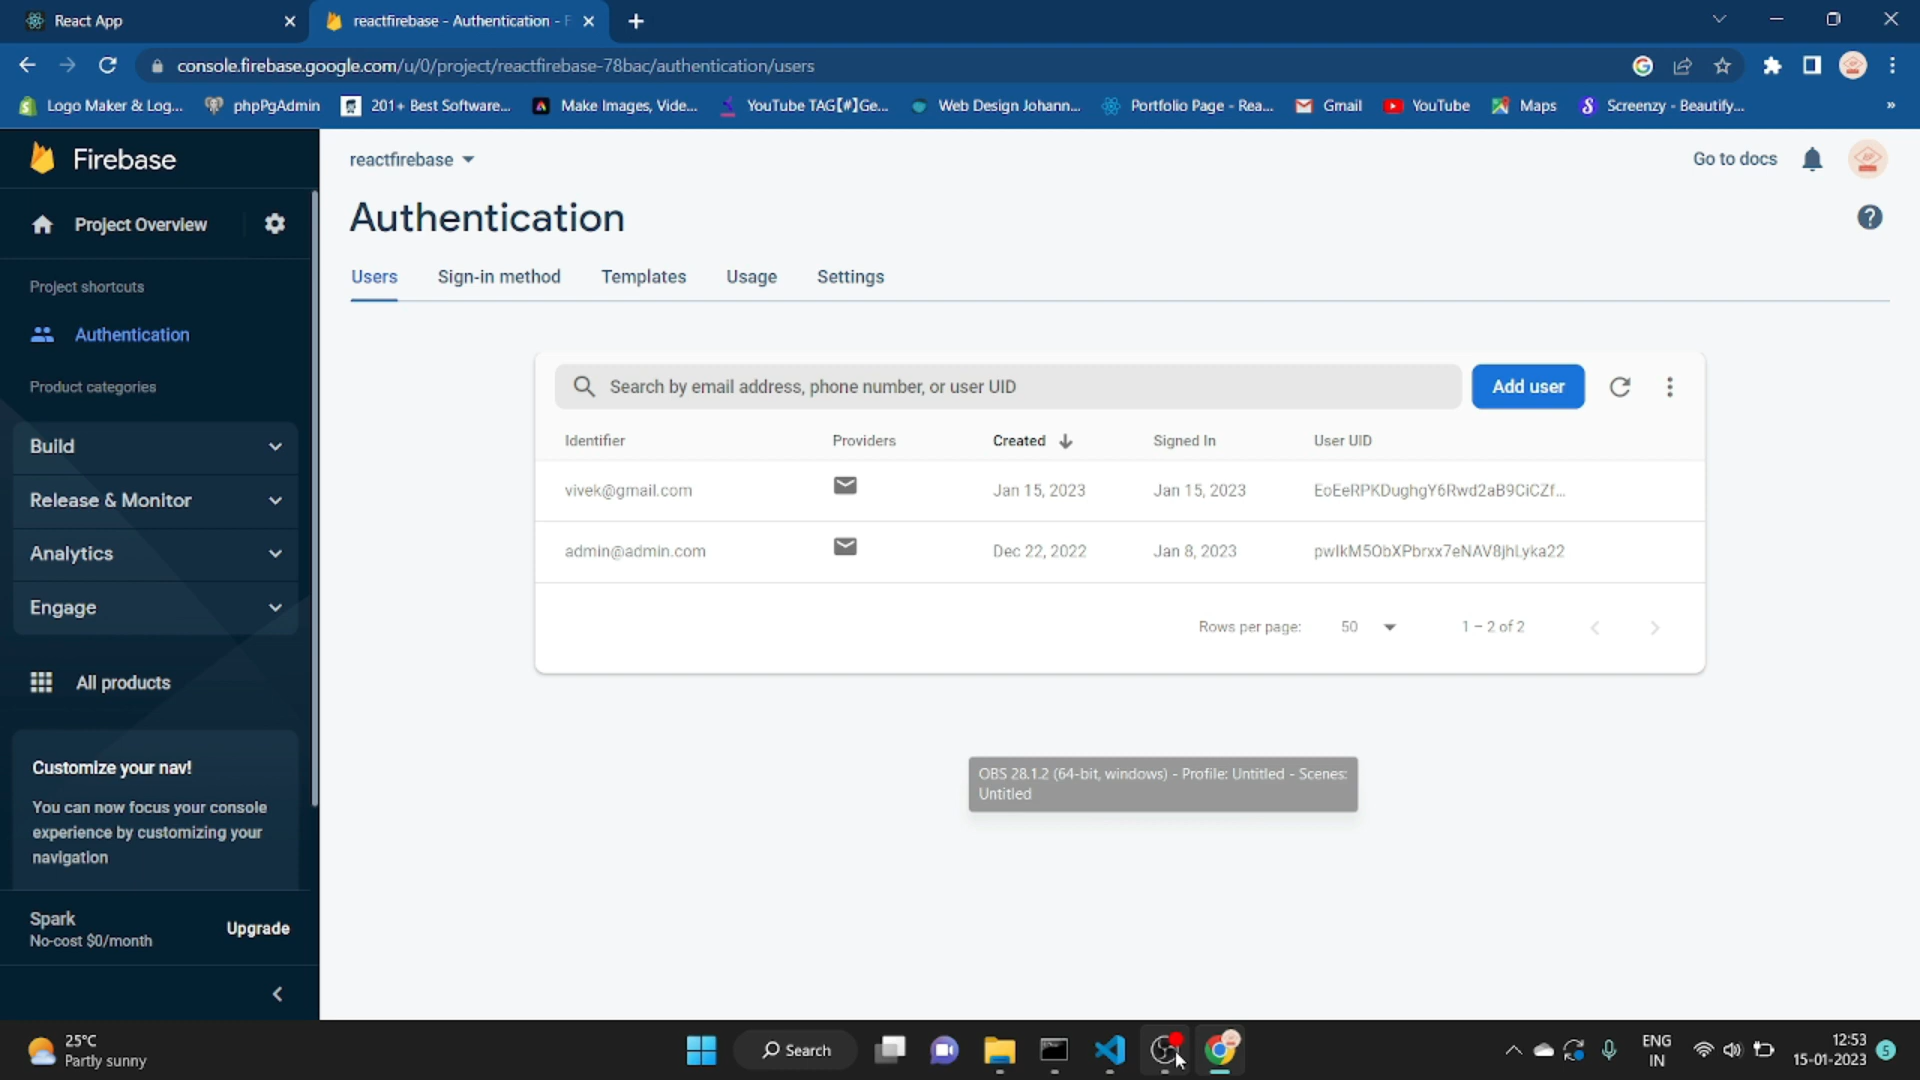 React App
reactfirebase - Authentication - F
console.firebase.google.com/u/0/project/reactfirebase-78bac/authentication/users
Logo Maker & Log...
phpPgAdmin
201+ Best Software...
Make Images, Vide...
YouTube TAG[#]Ge...
Web Design Johann...
Portfolio Page - Rea...
Gmail
YouTube
Maps
Screenzy - Beautify...
»
Firebase
reactfirebase
Go to docs
Project Overview
Authentication
Users
Sign-in method
Templates
Usage
Settings
Project shortcuts
Authentication
Product categories
Build
Release & Monitor
Analytics
Engage
All products
Search by email address, phone number, or user UID
Add user
Identifier
Providers
Created
Signed In
User UID
vivek@gmail.com
Jan 15, 2023
Jan 15, 2023
EoEeRPKDughgY6Rwd2aB9CiCZf...
admin@admin.com
Dec 22, 2022
Jan 8, 2023
pwlkM5ObXPbrxx7eNAV8jhLyka22
Rows per page:
50
1 – 2 of 2
OBS 28.1.2 (64-bit, windows) - Profile: Untitled - Scenes:
Untitled
Customize your nav!
You can now focus your console
experience by customizing your
navigation
Spark
No-cost $0/month
Upgrade
25°C
Partly sunny
Search
ENG
IN
12:53
15-01-2023
5